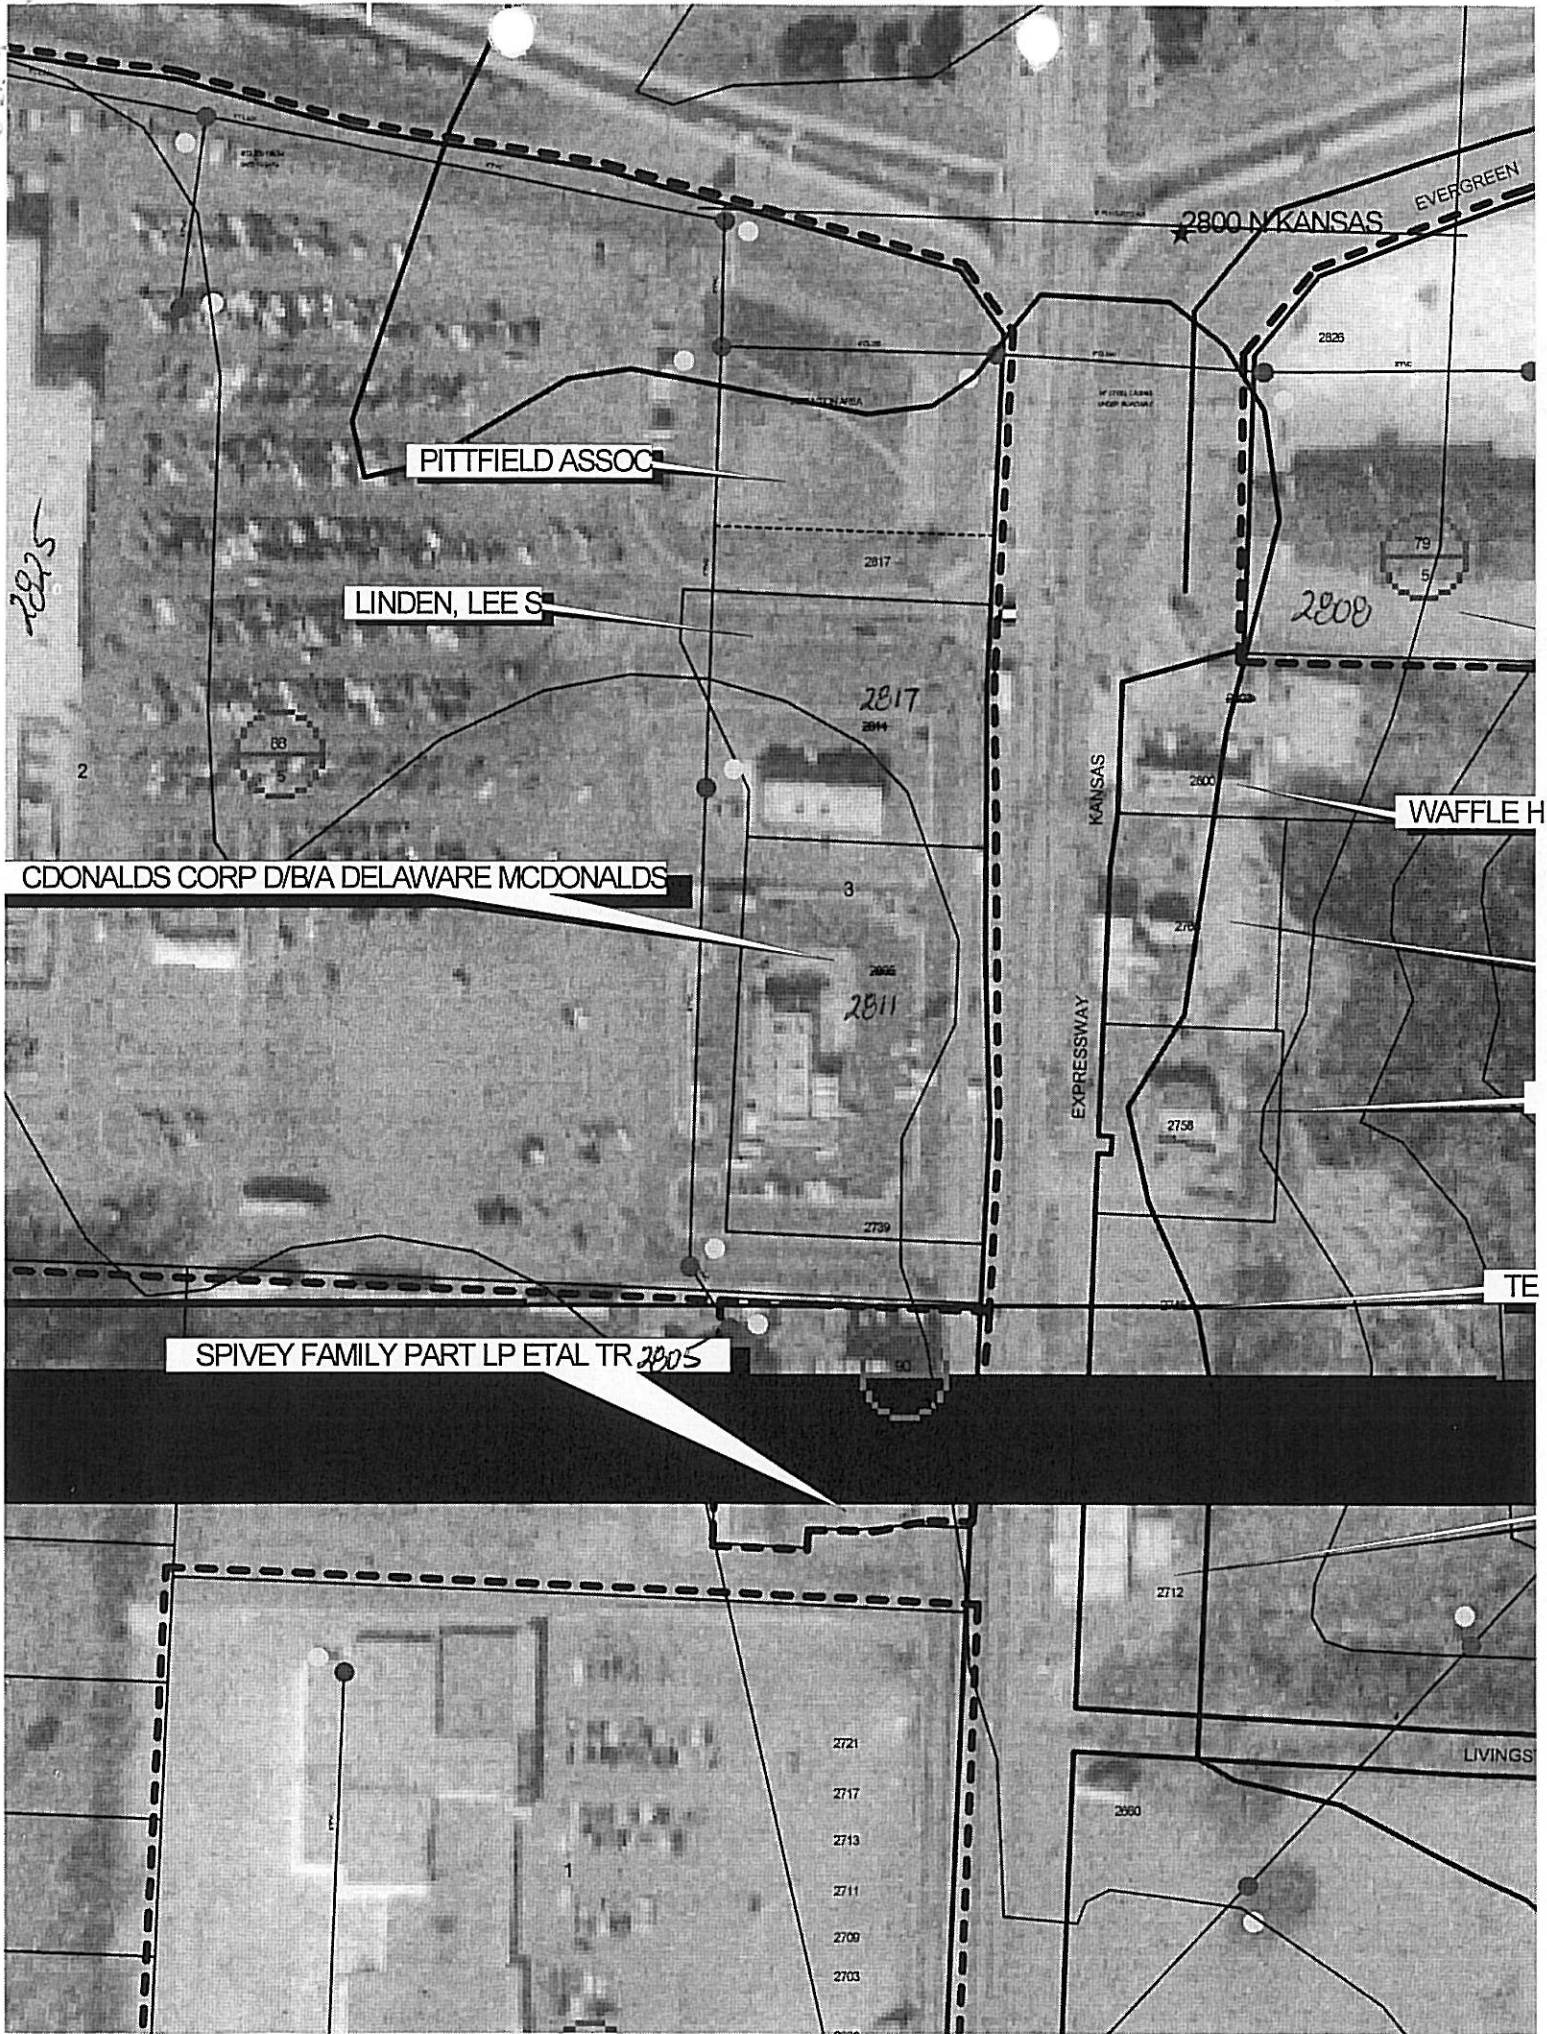 EVERGREEN
2800 N KANSAS
2826
PITTFIELD ASSOC
79
5
2825
2817
LINDEN, LEE S
2808
2817
88
5
2
2800
KANSAS
WAFFLE H
CDONALDS CORP D/B/A DELAWARE MCDONALDS
3
2811
EXPRESSWAY
2758
2739
TE
SPIVEY FAMILY PART LP ETAL TR 2805
90
2712
2721
LIVINGS
2717
2660
2713
1
2711
2709
2703